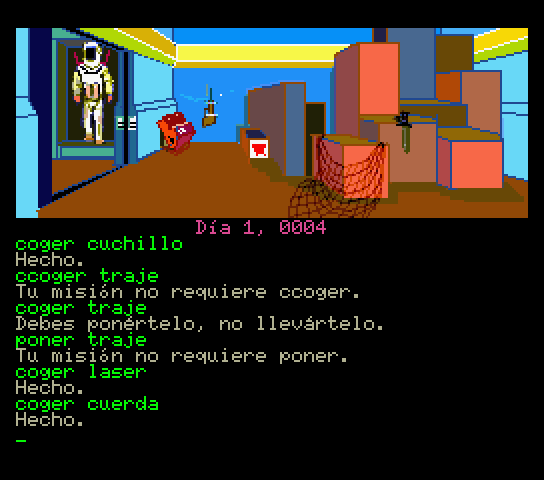 Día 1, 0004
coger cuchillo
Hecho.
ccoger traje
Tu misión no requiere ccoger.
coger traje
Debes ponértelo, no llevártelo.
poner traje
Tu misión no requiere poner.
coger laser
Hecho.
coger cuerda
Hecho.
_